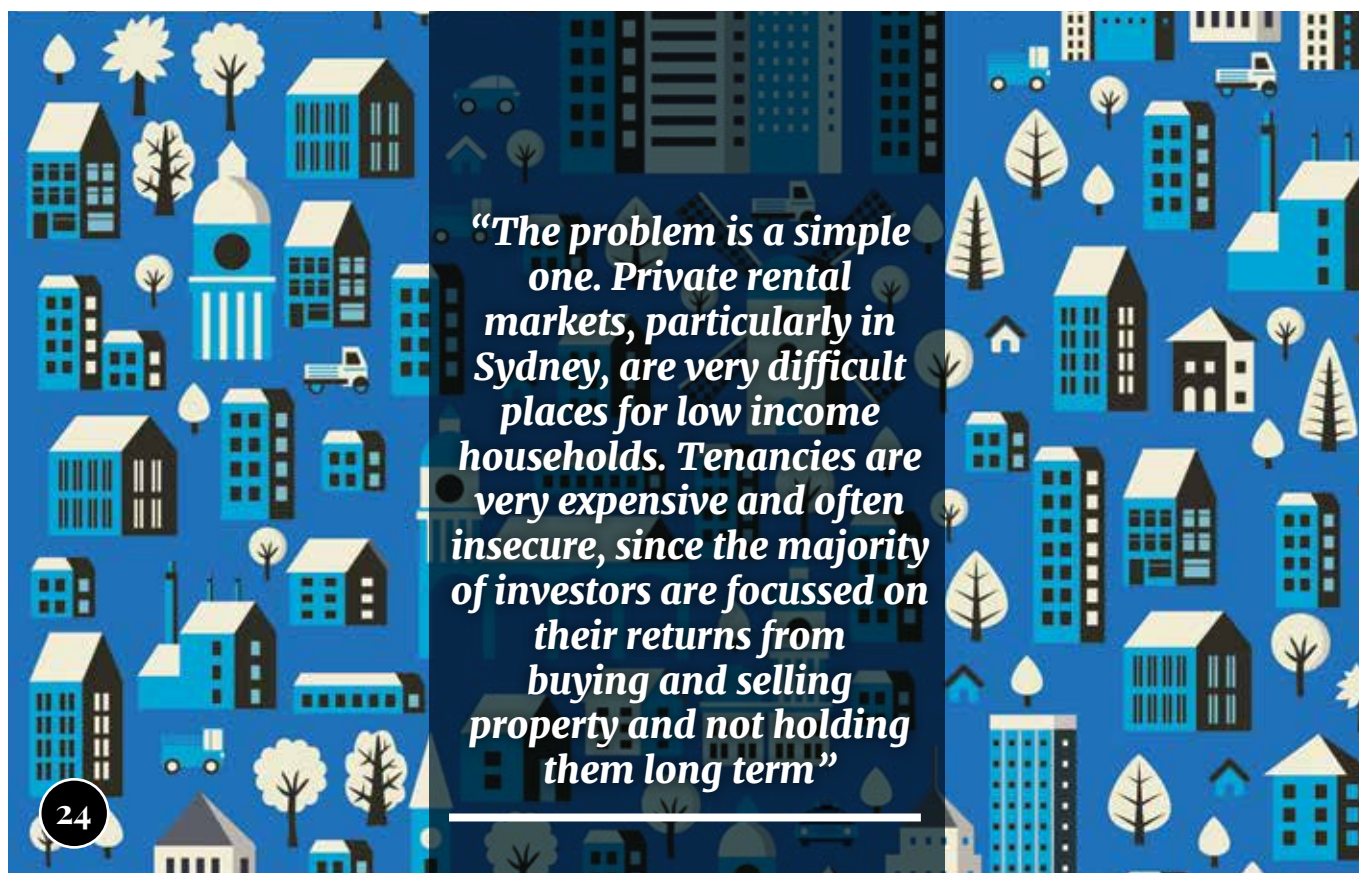 “The problem is a simple
one. Private rental
markets, particularly in
Sydney, are very difficult
places for low income
households. Tenancies are
very expensive and often
insecure, since the majority
of investors are focussed on
their returns from
buying and selling
property and not holding
them long term”
24